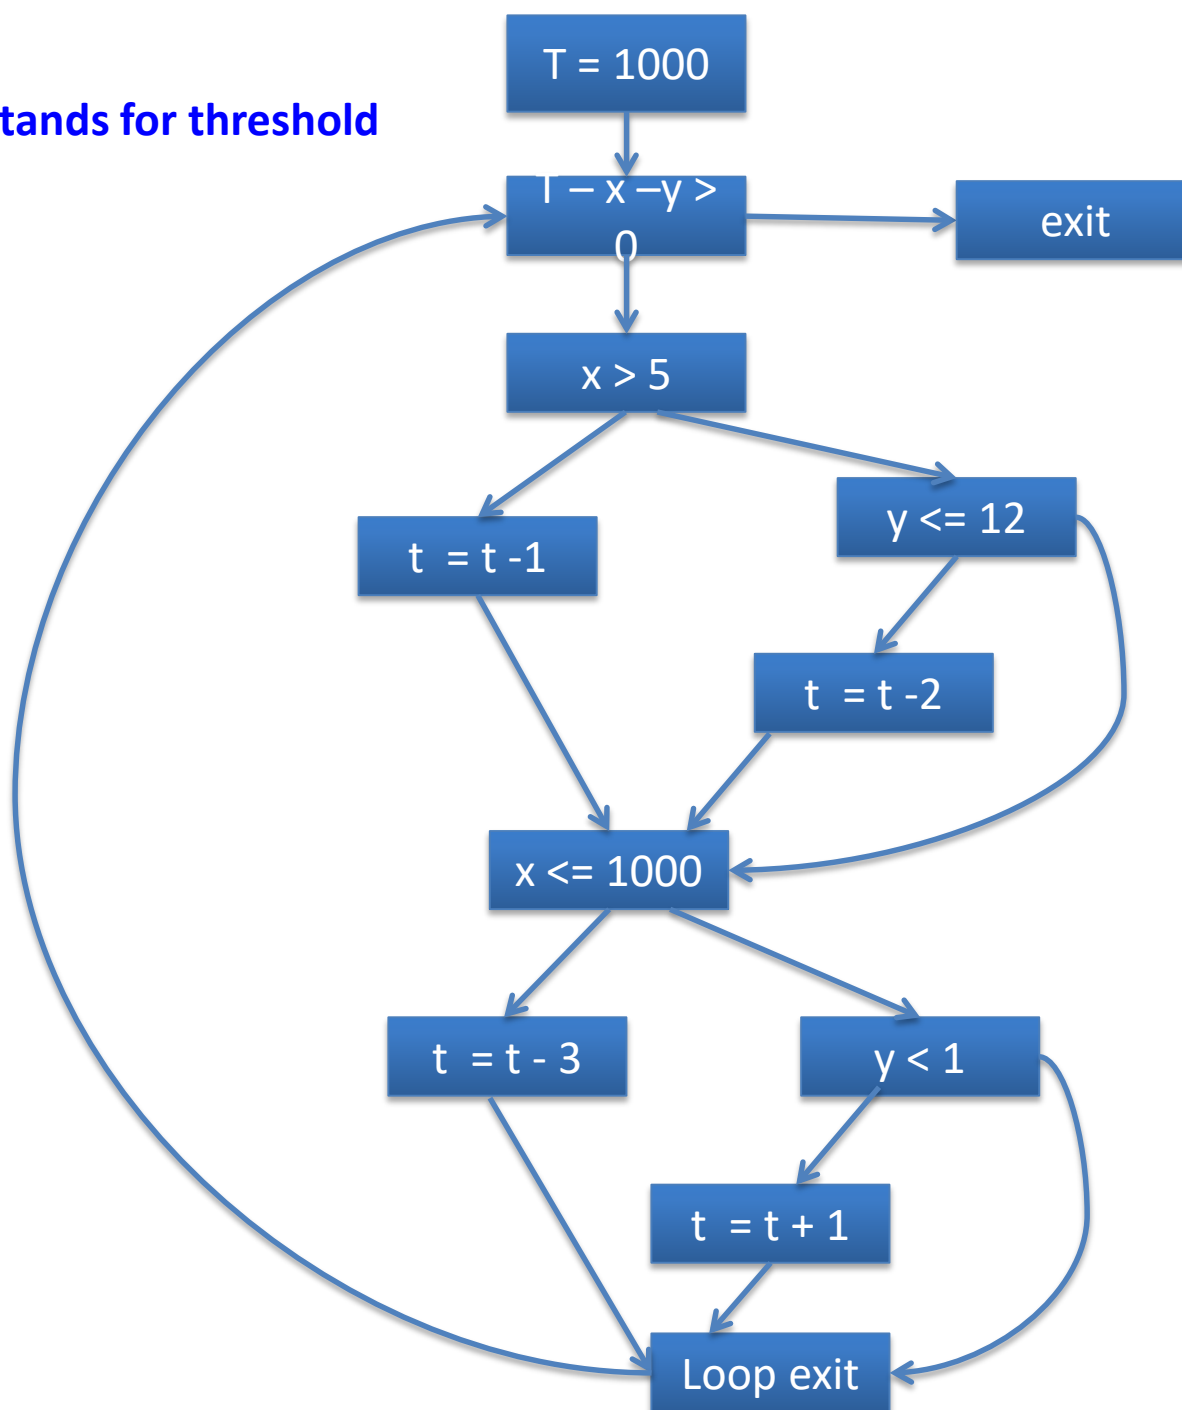 T = 1000
tands for threshold
T – x –y >
0
exit
x > 5
y <= 12
t  = t -1
t  = t -2
x <= 1000
t  = t - 3
y < 1
t  = t + 1
Loop exit